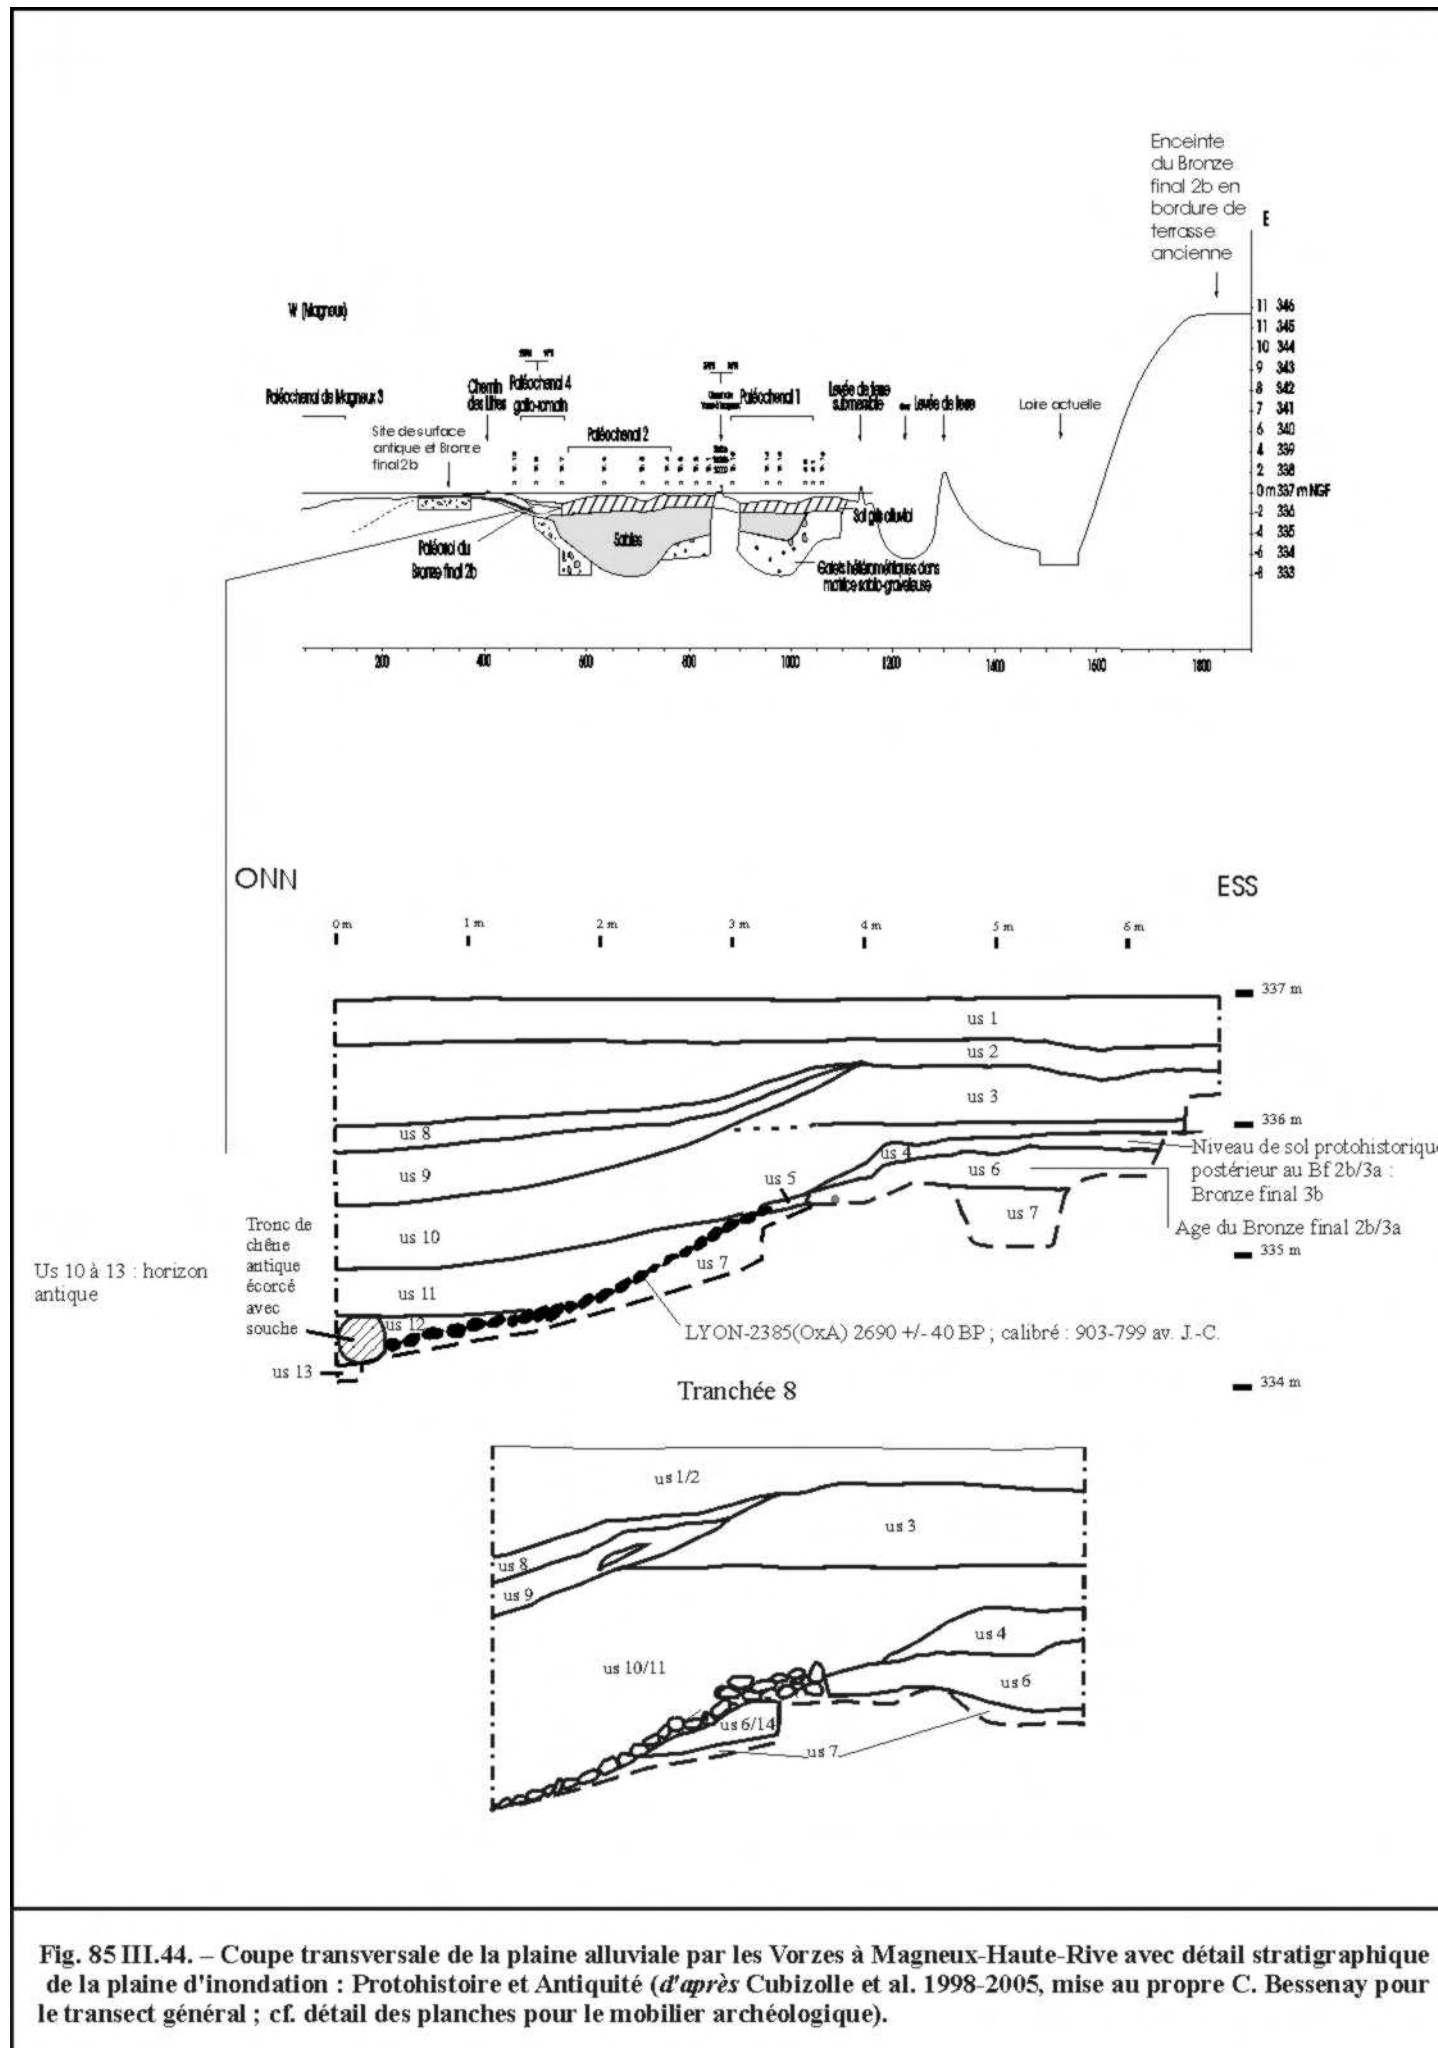 Enceinte
du Bronze
final 2b en
bordure de
terrasse
ancienne
E
W (Magneux)
11 346
11 345
10 344
9 343
8 342
7 341
6 340
4 339
2 338
0 m 337 m NGF
-2 336
-4 335
-6 334
-8 333
Paléochenal de Magneux 3
Chemin
des Lites
Paléochenal 4
gallo-romain
Paléochenal 2
Paléochenal 1
Levée de terre
submersible
Levée de terre
Loire actuelle
Site de surface
antique et Bronze
final 2b
Paléosol du
Bronze final 2b
Sables
Sol gris alluvial
Galets hétérométriques dans
matrice sablo-graveleuse
200 400 600 800 1000 1200 1400 1600 1800
ONN
ESS
0 m 1 m 2 m 3 m 4 m 5 m 6 m
337 m
us 1
us 2
us 3
336 m
us 8
us 4
Niveau de sol protohistorique
postérieur au Bf 2b/3a :
Bronze final 3b
us 9
us 5
us 6
us 7
Age du Bronze final 2b/3a
us 10
us 7
335 m
Tronc de
chêne
antique
écorcé
avec
souche
Us 10 à 13 : horizon
antique
us 11
us 12
LYON-2385(OxA) 2690 +/- 40 BP ; calibré : 903-799 av. J.-C.
us 13
334 m
Tranchée 8
us 1/2
us 3
us 8
us 9
us 4
us 10/11
us 6
us 6/14
us 7
Fig. 85 III.44. – Coupe transversale de la plaine alluviale par les Vorzes à Magneux-Haute-Rive avec détail stratigraphique
de la plaine d'inondation : Protohistoire et Antiquité (d'après Cubizolle et al. 1998-2005, mise au propre C. Bessenay pour
le transect général ; cf. détail des planches pour le mobilier archéologique).